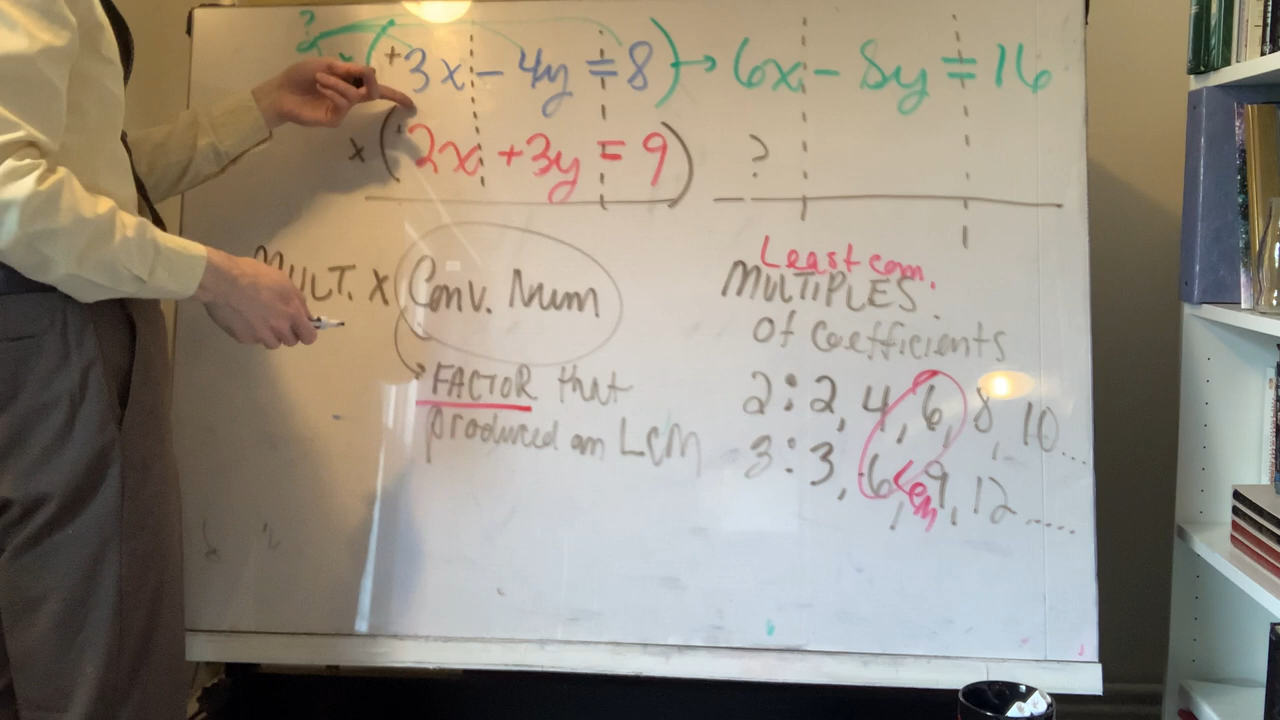 ? x(+3x - 4y = 8) → 6x - 8y = 16
x(+2x + 3y = 9) ?
MULT. X Conv. Num
FACTOR that
produced an LCM
Least com.
MULTIPLES.
of Coefficients
2: 2, 4, 6, 8, 10...
3: 3, 6, 9, 12.....
LCM